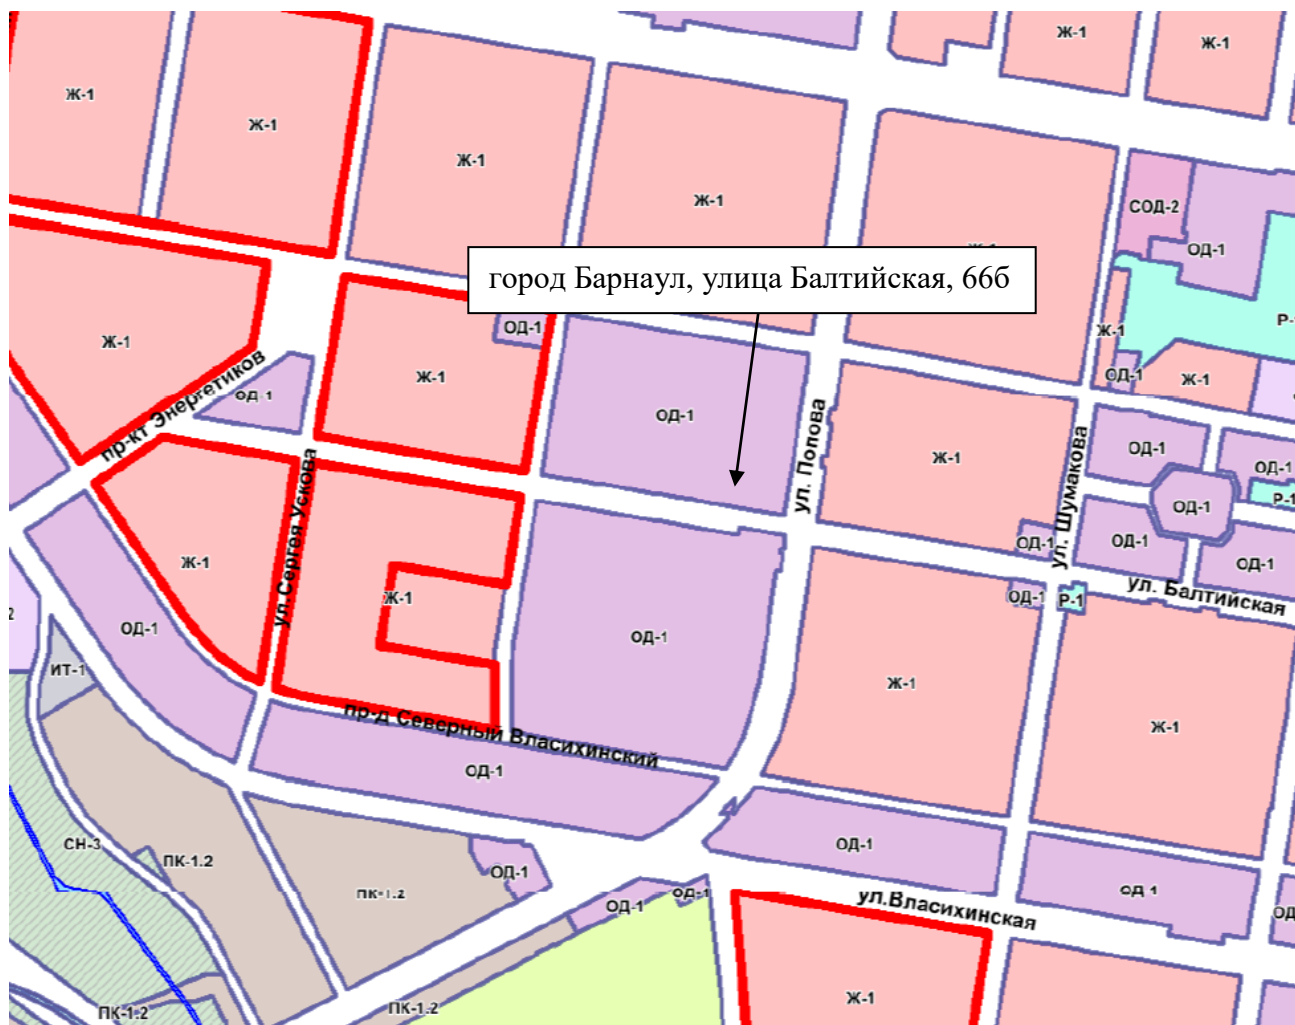 Ж-1
Ж-1
Ж-1
Ж-1
Ж-1
Ж-1
СОД-2
ОД-1
город Барнаул, улица Балтийская, 66б
Ж-1
ОД-1
Ж-1
Ж-1
ОД-1
Ж-1
Ж-1
пр-кт Энергетиков
ОД-1
ОД-1
ул. Попова
ОД-1
ОД-1
Р-1
ОД-1
Ж-1
ул. Шумакова
ул.Сергея Ускова
Ж-1
Ж-1
ОД-1
ОД-1
ОД-1
ул. Балтийская
ОД-1
Р-1
ОД-1
ОД-1
ИТ-1
Ж-1
Ж-1
пр-д Северный Власихинский
ОД-1
СН-3
ПК-1.2
ПК-1.2
ОД-1
ОД-1
ОД-1
ОД-1
ОД-1
ОД
ул.Власихинская
Ж-1
ПК-1.2
ПК-1.2